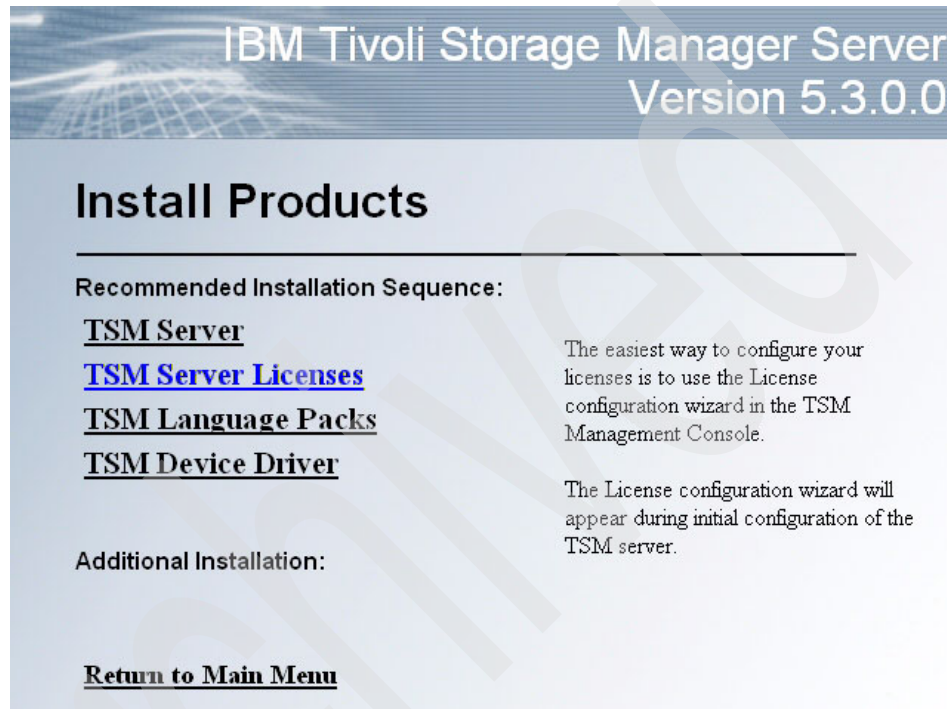 IBM Tivoli Storage Manager Server
Version 5.3.0.0
Install Products
Recommended Installation Sequence:
TSM Server
TSM Server Licenses
TSM Language Packs
TSM Device Driver
The easiest way to configure your
licenses is to use the License
configuration wizard in the TSM
Management Console.
The License configuration wizard will
appear during initial configuration of the
TSM server.
Additional Installation:
Return to Main Menu